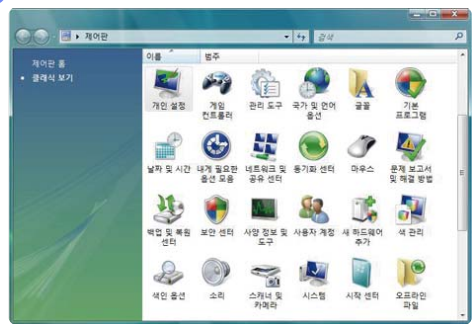 제어판
검색
제어판 홈
클래식 보기
이름
범주
개인 설정
게임
컨트롤러
관리 도구
국가 및 언어
옵션
글꼴
기본
프로그램
날짜 및 시간
내게 필요한
옵션 모음
네트워크 및
공유 센터
동기화 센터
마우스
문제 보고서
및 해결 방법
백업 및 복원
센터
보안 센터
사양 정보 및
도구
사용자 계정
새 하드웨어
추가
색 관리
색인 옵션
소리
스캐너 및
카메라
시스템
시작 센터
오프라인
파일